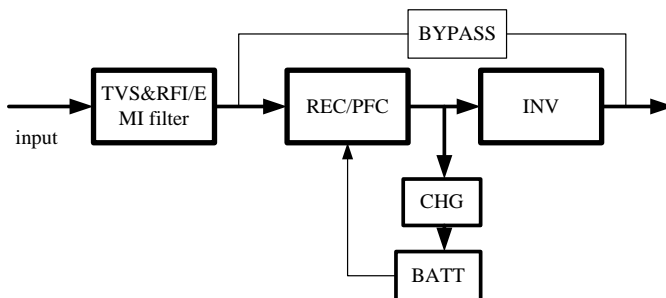 BYPASS
TVS&RFI/E
MI filter
REC/PFC
INV
input
CHG
BATT